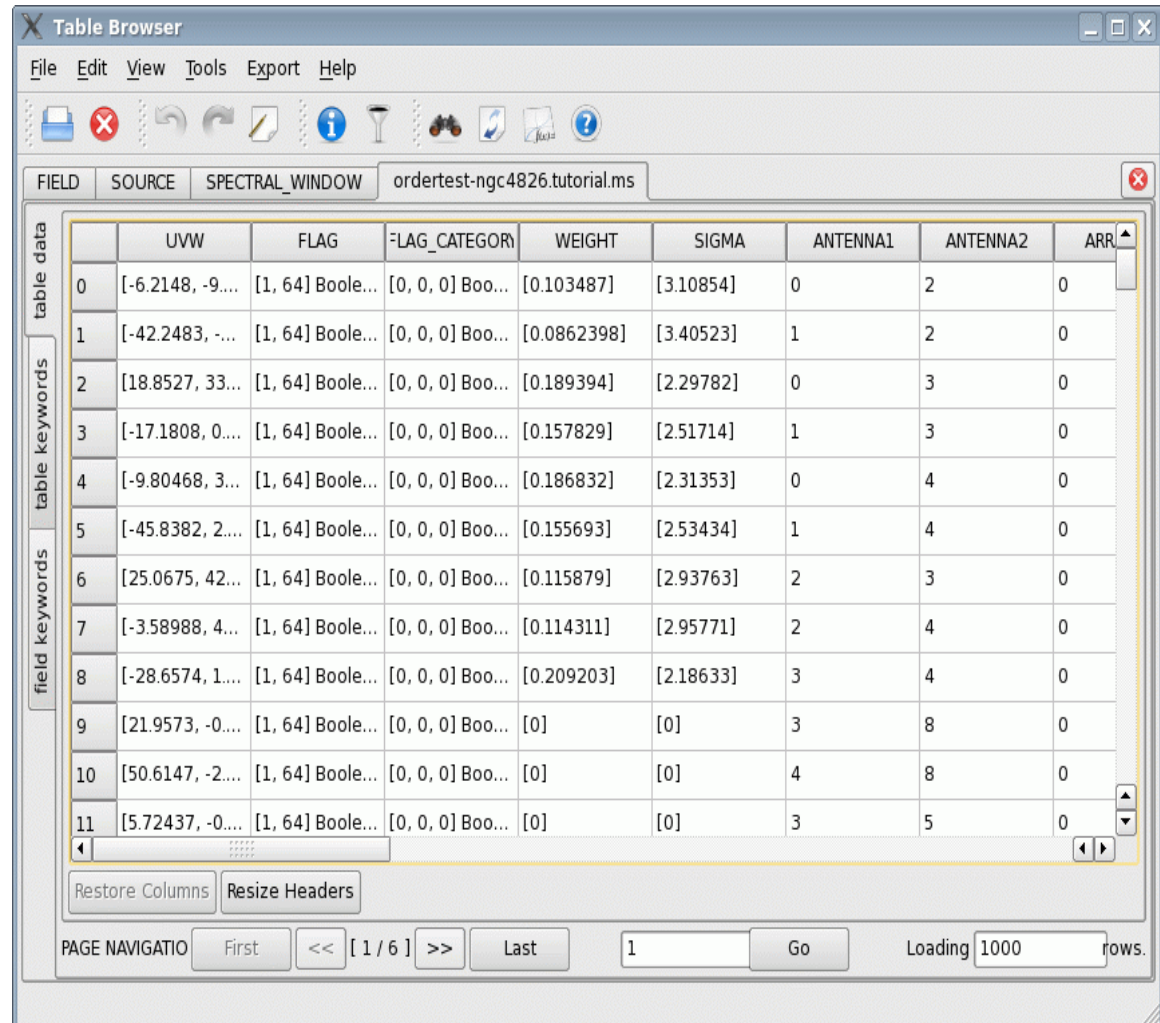 Table Browser
File Edit View Tools Export Help
FIELD SOURCE SPECTRAL_WINDOW ordertest-ngc4826.tutorial.ms
table data
table keywords
field keywords
UVW FLAG FLAG_CATEGORY WEIGHT SIGMA ANTENNA1 ANTENNA2 ARR
0 [-6.2148, -9.... [1, 64] Boole... [0, 0, 0] Boo... [0.103487] [3.10854] 0 2 0
1 [-42.2483, -... [1, 64] Boole... [0, 0, 0] Boo... [0.0862398] [3.40523] 1 2 0
2 [18.8527, 33... [1, 64] Boole... [0, 0, 0] Boo... [0.189394] [2.29782] 0 3 0
3 [-17.1808, 0.... [1, 64] Boole... [0, 0, 0] Boo... [0.157829] [2.51714] 1 3 0
4 [-9.80468, 3... [1, 64] Boole... [0, 0, 0] Boo... [0.186832] [2.31353] 0 4 0
5 [-45.8382, 2.... [1, 64] Boole... [0, 0, 0] Boo... [0.155693] [2.53434] 1 4 0
6 [25.0675, 42... [1, 64] Boole... [0, 0, 0] Boo... [0.115879] [2.93763] 2 3 0
7 [-3.58988, 4... [1, 64] Boole... [0, 0, 0] Boo... [0.114311] [2.95771] 2 4 0
8 [-28.6574, 1.... [1, 64] Boole... [0, 0, 0] Boo... [0.209203] [2.18633] 3 4 0
9 [21.9573, -0.... [1, 64] Boole... [0, 0, 0] Boo... [0] [0] 3 8 0
10 [50.6147, -2.... [1, 64] Boole... [0, 0, 0] Boo... [0] [0] 4 8 0
11 [5.72437, -0.... [1, 64] Boole... [0, 0, 0] Boo... [0] [0] 3 5 0
Restore Columns Resize Headers
PAGE NAVIGATIO First << [ 1 / 6 ] >> Last 1 Go Loading 1000 rows.